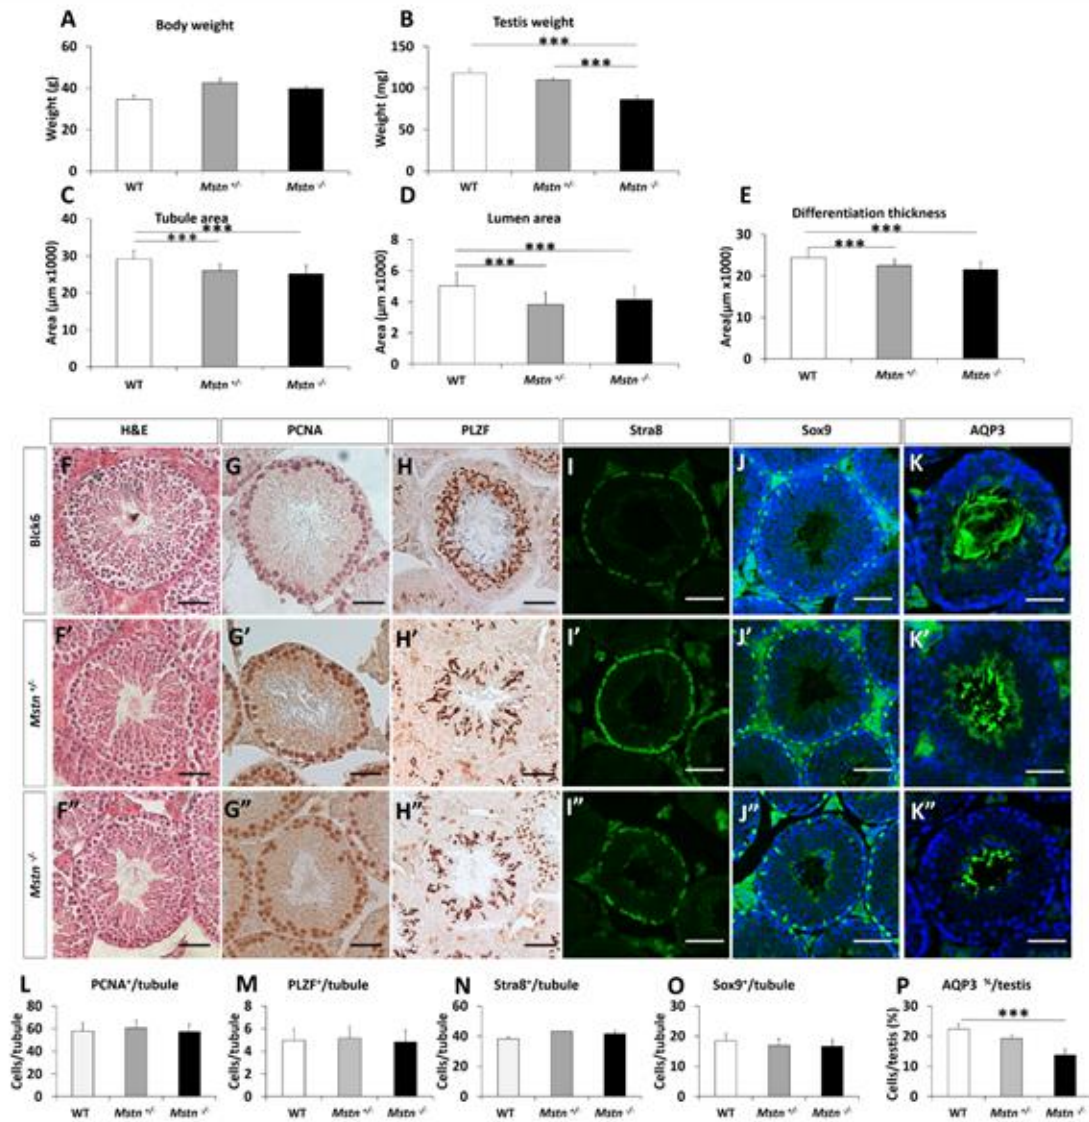 A Body weight
60
40
20
0
Weight (g)
WT Mstn +/- Mstn -/-
B Testis weight
150
100
50
0
Weight (mg)
*** 
***
WT Mstn +/- Mstn -/-
C Tubule area
40
30
20
10
0
Area (µm x1000)
***
***
WT Mstn +/- Mstn -/-
D Lumen area
8
6
4
2
0
Area (µm x1000)
***
***
WT Mstn +/- Mstn -/-
E Differentiation thickness
30
20
10
0
Area(µm x1000)
***
***
WT Mstn +/- Mstn -/-
H&E PCNA PLZF Stra8 Sox9 AQP3
Blck6
F G H I J K
Mstn +/-
F' G' H' I' J' K'
Mstn -/-
F" G" H" I" J" K"
L PCNA+/tubule
80
60
40
20
0
Cells/tubule
WT Mstn +/- Mstn -/-
M PLZF+/tubule
8
6
4
2
0
Cells/tubule
WT Mstn +/- Mstn -/-
N Stra8+/tubule
60
40
20
0
Cells/tubule
WT Mstn +/- Mstn -/-
O Sox9+/tubule
30
20
10
0
Cells/tubule
WT Mstn +/- Mstn -/-
P AQP3 %/testis
30
20
10
0
Cells/testis (%)
***
WT Mstn +/- Mstn -/-